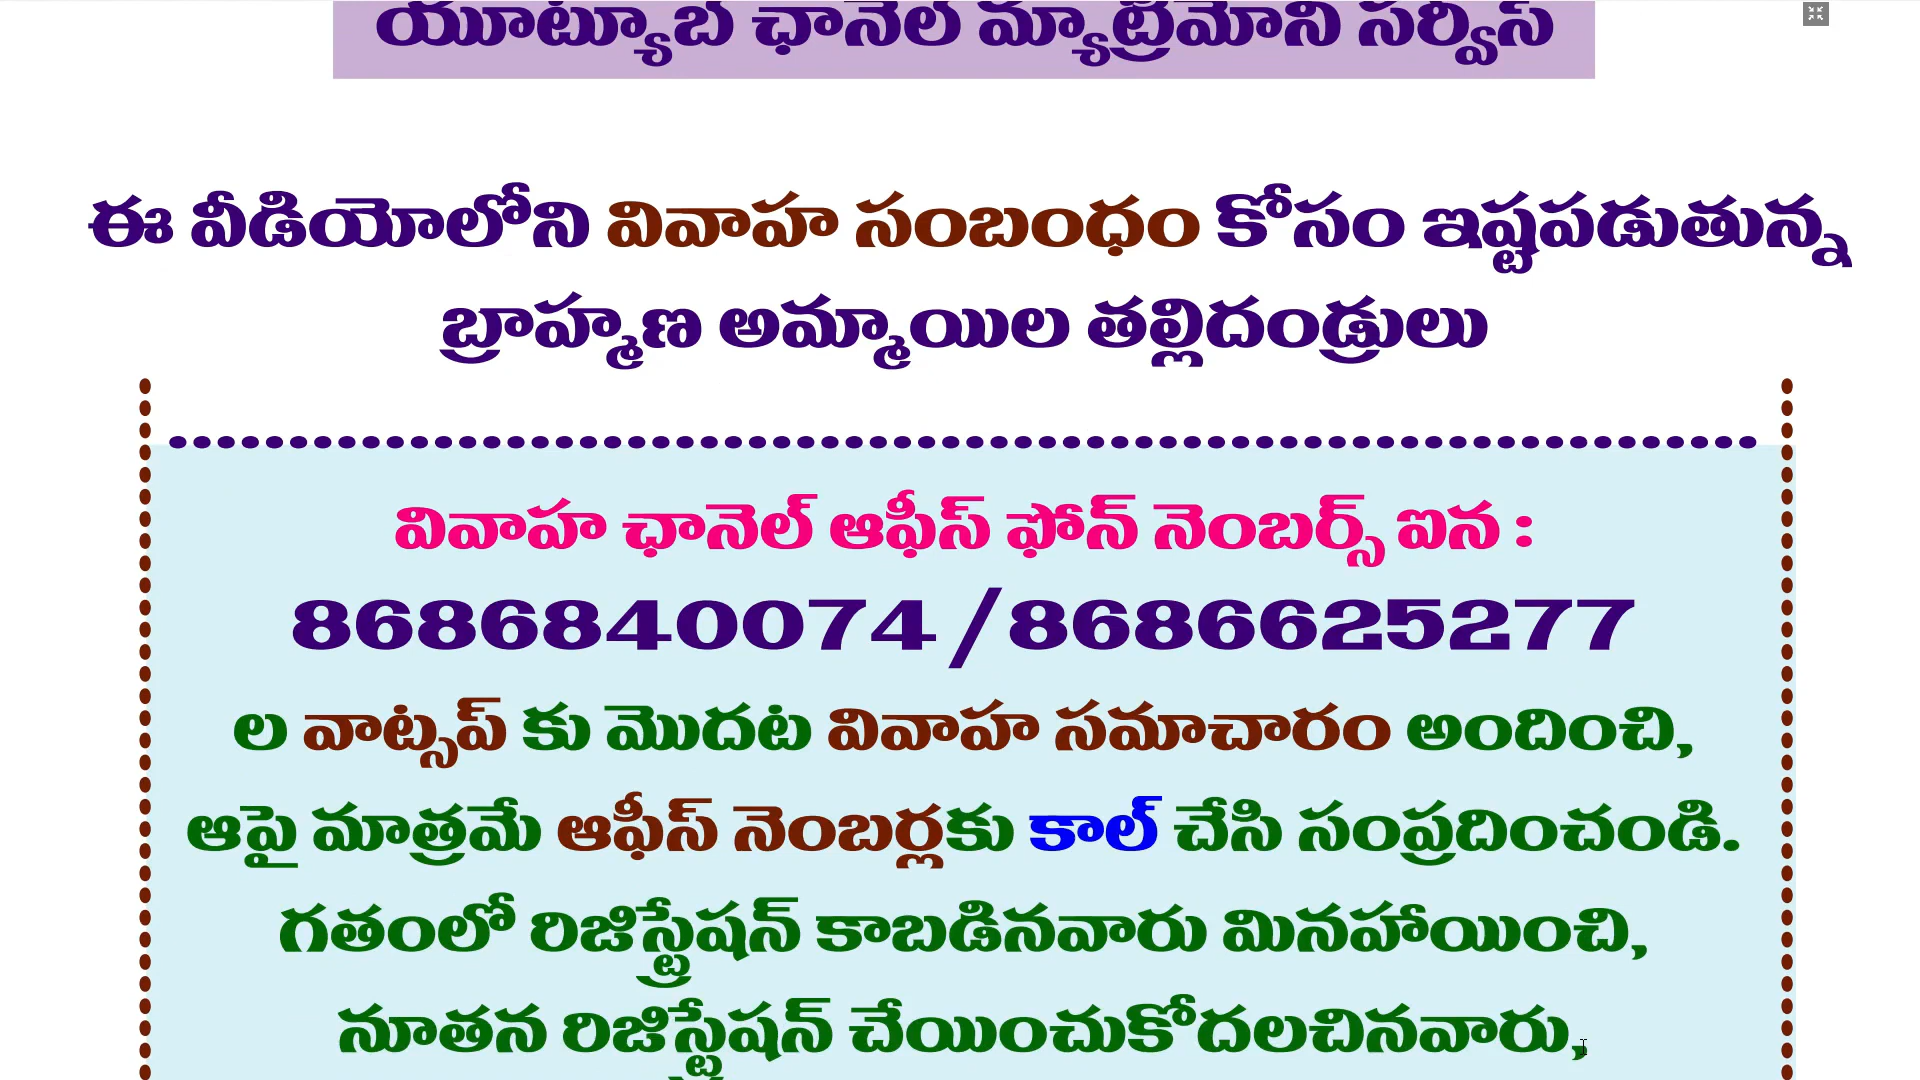 యూట్యూబ్ ఛానెల్ మ్యాట్రిమోని సర్వీస్
ఈ వీడియోలోని వివాహ సంబంధం కోసం ఇష్టపడుతున్న
బ్రాహ్మణ అమ్మాయిల తల్లిదండ్రులు
వివాహ ఛానెల్ ఆఫీస్ ఫోన్ నెంబర్స్ ఐన :
8686840074 /8686625277
ల వాట్సప్ కు మొదట వివాహ సమాచారం అందించి,
ఆపై మాత్రమే ఆఫీస్ నెంబర్లకు కాల్ చేసి సంప్రదించండి.
గతంలో రిజిస్ట్రేషన్ కాబడినవారు మినహాయించి,
నూతన రిజిస్ట్రేషన్ చేయించుకోదలచినవారు,